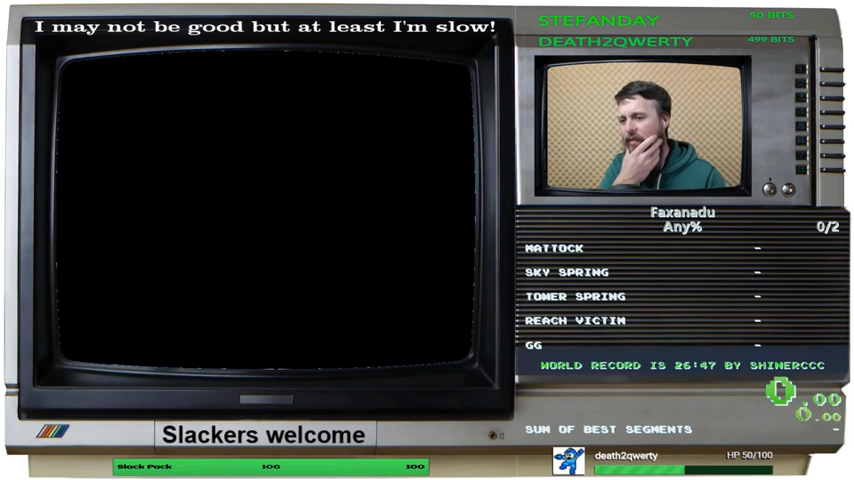 I may not be good but at least I'm slow!
STEFANDAY 50 BITS
DEATH2QWERTY 499 BITS
Faxanadu
Any% 0/2
MATTOCK -
SKY SPRING -
TOWER SPRING -
REACH VICTIM -
GG -
WORLD RECORD IS 26:47 BY SHINERCCC
0.00
0.00
SUM OF BEST SEGMENTS -
Slackers welcome
Slack Pack 106 100
death2qwerty HP 50/100